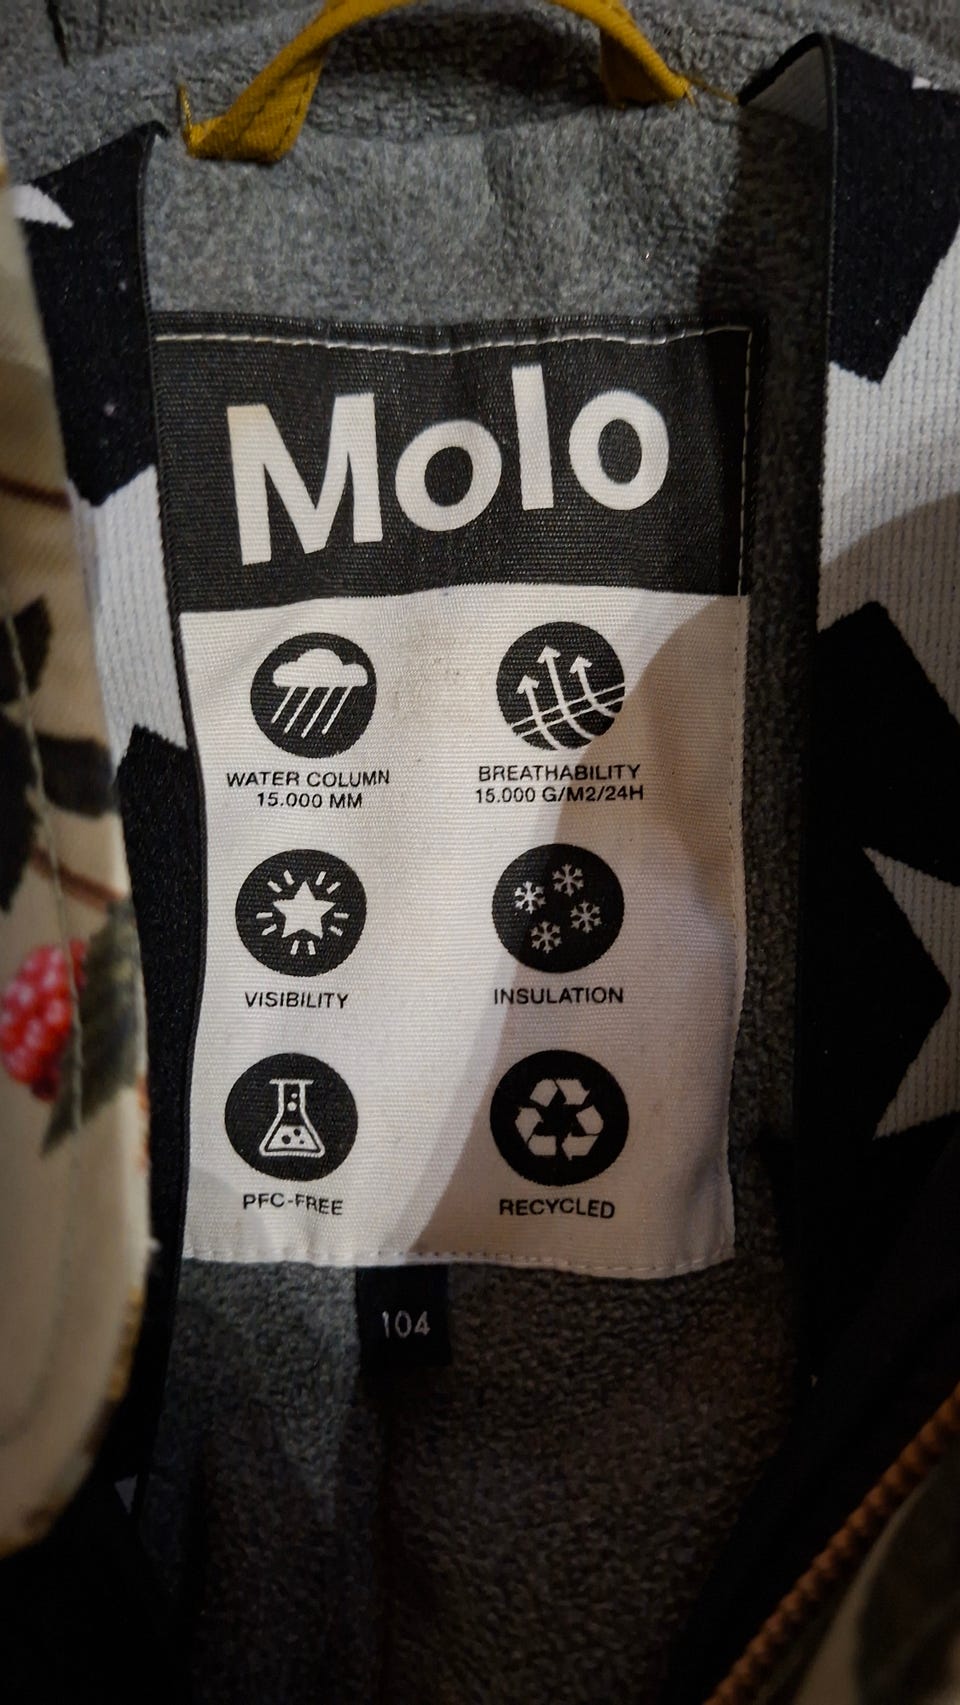 Molo
WATER COLUMN
15.000 MM
BREATHABILITY
15.000 G/M2/24H
VISIBILITY
INSULATION
PFC-FREE
RECYCLED
104